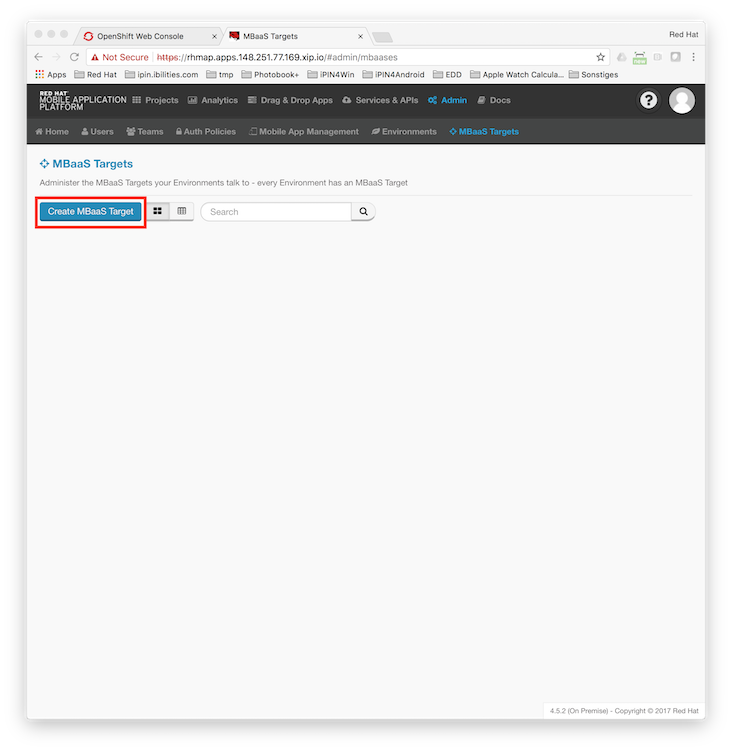 OpenShift Web Console × MBaaS Targets × Red Hat
Not Secure https://rhmap.apps.148.251.77.169.xip.io/#admin/mbaases
Apps Red Hat ipin.ibilities.com tmp Photobook+ iPIN4Win iPIN4Android EDD Apple Watch Calcula... Sonstiges
RED HAT
MOBILE APPLICATION
PLATFORM
Projects Analytics Drag & Drop Apps Services & APIs Admin Docs ?
Home Users Teams Auth Policies Mobile App Management Environments MBaaS Targets
MBaaS Targets
Administer the MBaaS Targets your Environments talk to - every Environment has an MBaaS Target
Create MBaaS Target Search
4.5.2 (On Premise) - Copyright © 2017 Red Hat